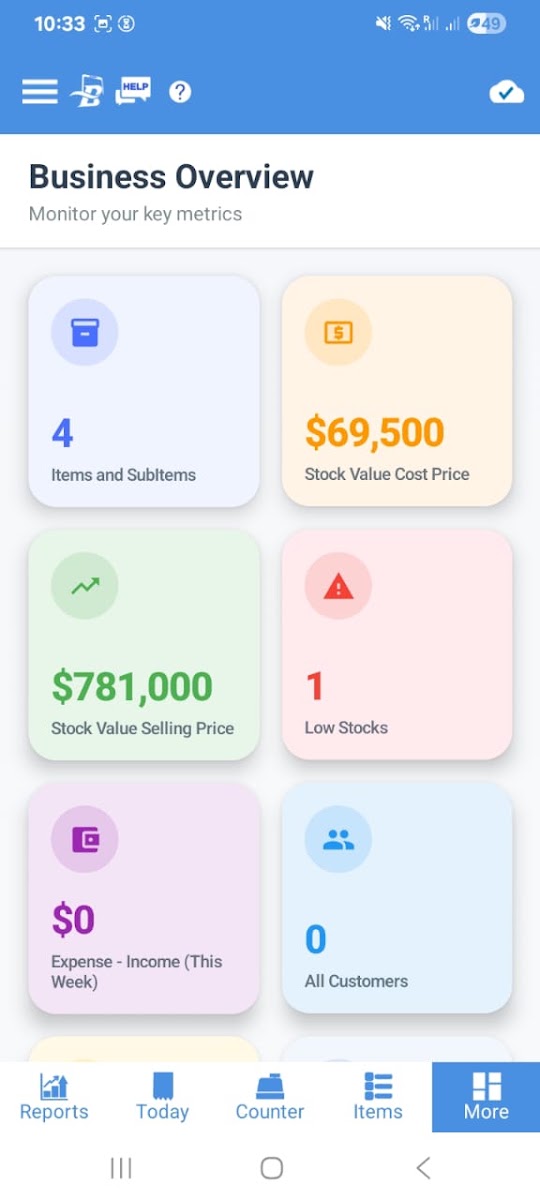 10:33
49
HELP
?
Business Overview
Monitor your key metrics
4
Items and SubItems
$69,500
Stock Value Cost Price
$781,000
Stock Value Selling Price
1
Low Stocks
$0
Expense - Income (This
Week)
0
All Customers
Reports
Today
Counter
Items
More